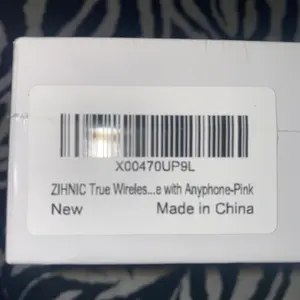 X00470UP9L
ZIHNIC True Wireles...e with Anyphone-Pink
New Made in China